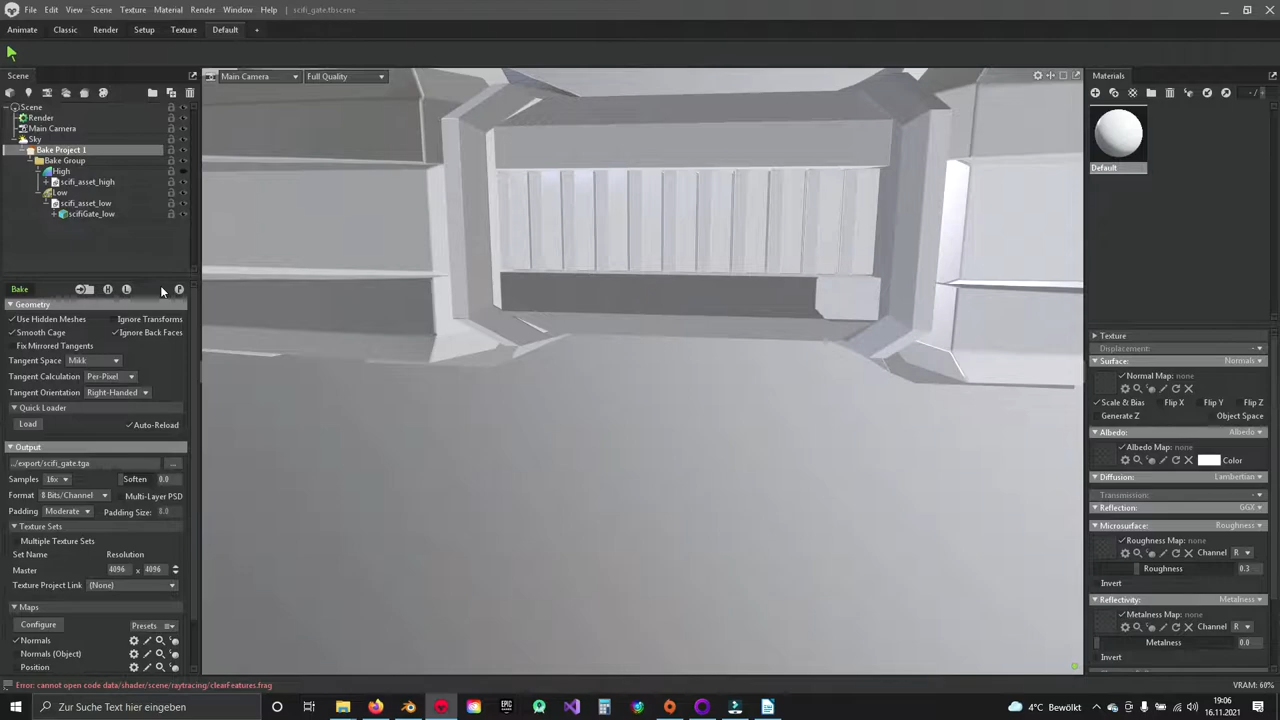 File Edit View Scene Texture Material Render Window Help scifi_gate.tbscene
Animate Classic Render Setup Texture Default +
Scene
Main Camera Full Quality
Materials
Scene
Render
Main Camera
Sky
Bake Project 1
Bake Group
High
scifi_asset_high
Low
scifi_asset_low
scifiGate_low
Default
Bake H L P
Geometry
Use Hidden Meshes Ignore Transforms
Smooth Cage Ignore Back Faces
Fix Mirrored Tangents
Tangent Space Mikk
Tangent Calculation Per-Pixel
Tangent Orientation Right-Handed
Quick Loader
Load Auto-Reload
Output
../export/scifi_gate.tga ...
Samples 16x Soften 0.0
Format 8 Bits/Channel Multi-Layer PSD
Padding Moderate Padding Size: 8.0
Texture Sets
Multiple Texture Sets
Set Name Resolution
Master 4096 x 4096
Texture Project Link (None)
Maps
Configure Presets
Normals
Normals (Object)
Position
Texture
Displacement:
Surface: Normals
Normal Map: none
Scale & Bias Flip X Flip Y Flip Z
Generate Z Object Space
Albedo: Albedo
Albedo Map: none
Color
Diffusion: Lambertian
Transmission:
Reflection: GGX
Microsurface: Roughness
Roughness Map: none
Channel R
Roughness 0.3
Invert
Reflectivity: Metalness
Metalness Map: none
Channel R
Metalness 0.0
Invert
Error: cannot open code data/shader/scene/raytracing/clearFeatures.frag VRAM: 60%
Zur Suche Text hier eingeben
4°C Bewölkt
19:06
16.11.2021